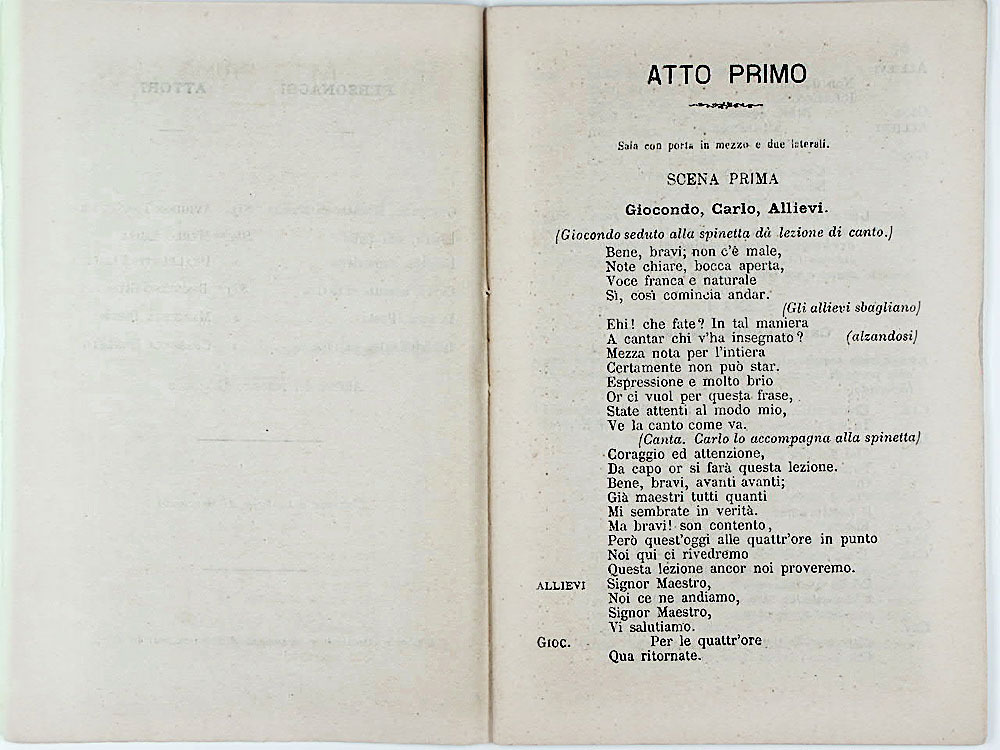 ATTO PRIMO
Sala con porta in mezzo e due laterali.
SCENA PRIMA
Giocondo, Carlo, Allievi.
(Giocondo seduto alla spinetta dà lezione di canto.)
Bene, bravi; non c'è male,
Note chiare, bocca aperta,
Voce franca e naturale
Sì, così comincia andar.
(Gli allievi sbagliano)
Ehi! che fate? In tal maniera
A cantar chi v'ha insegnato? (alzandosi)
Mezza nota per l'intiera
Certamente non può star.
Espressione e molto brio
Or ci vuol per questa frase,
State attenti al modo mio,
Ve la canto come va.
(Canta. Carlo lo accompagna alla spinetta)
Coraggio ed attenzione,
Da capo or si farà questa lezione.
Bene, bravi, avanti avanti;
Già maestri tutti quanti
Mi sembrate in verità.
Ma bravi! son contento,
Però quest'oggi alle quattr'ore in punto
Noi qui ci rivedremo
Questa lezione ancor noi proveremo.
ALLIEVI Signor Maestro,
Noi ce ne andiamo,
Signor Maestro,
Vi salutiamo.
GIOC. Per le quattr'ore
Qua ritornate.